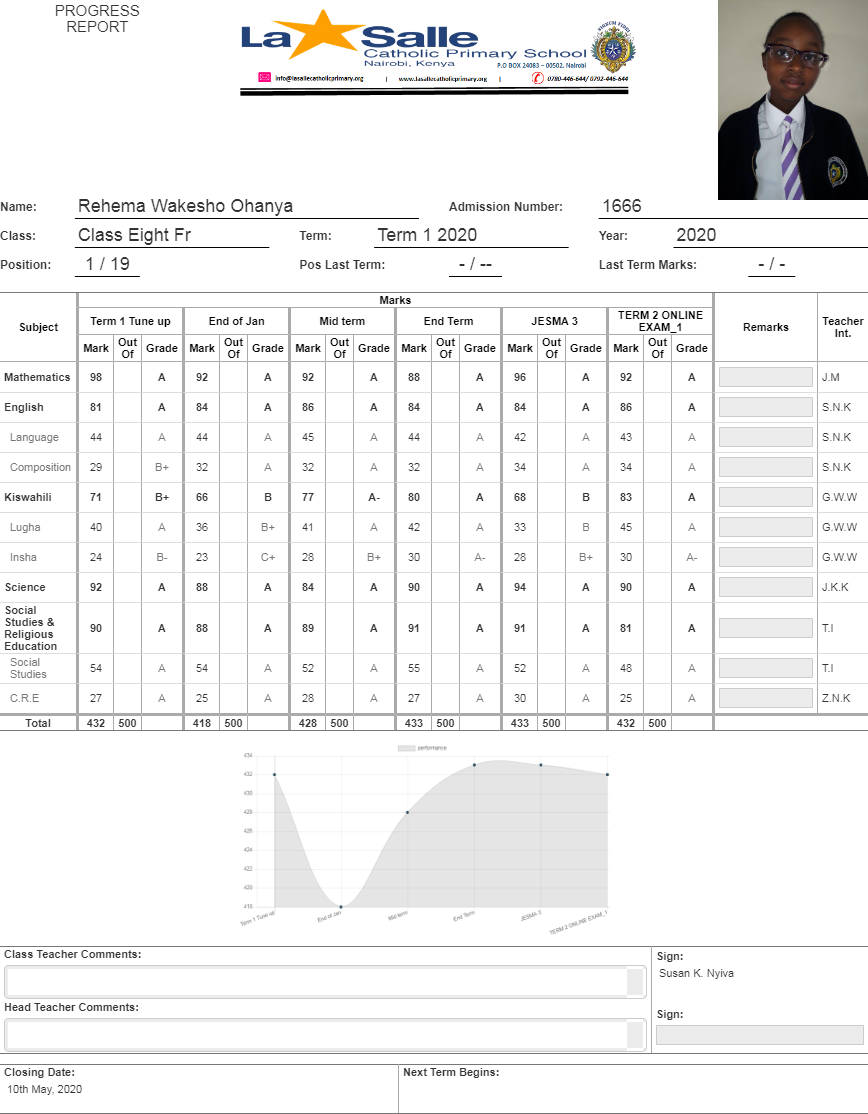 PROGRESS
REPORT
La Salle
Catholic Primary School
Nairobi, Kenya
P.O BOX 24083 – 00502, Nairobi
info@lasallecatholicprimary.org | www.lasallecatholicprimary.org | 0780-446-644/ 0792-446-644
Name: Rehema Wakesho Ohanya Admission Number: 1666
Class: Class Eight Fr Term: Term 1 2020 Year: 2020
Position: 1 / 19 Pos Last Term: - / -- Last Term Marks: - / -
Marks
Subject Term 1 Tune up End of Jan Mid term End Term JESMA 3 TERM 2 ONLINE EXAM_1 Remarks Teacher Int.
Mark Out Of Grade Mark Out Of Grade Mark Out Of Grade Mark Out Of Grade Mark Out Of Grade Mark Out Of Grade
Mathematics 98 A 92 A 92 A 88 A 96 A 92 A J.M
English 81 A 84 A 86 A 84 A 84 A 86 A S.N.K
Language 44 A 44 A 45 A 44 A 42 A 43 A S.N.K
Composition 29 B+ 32 A 32 A 32 A 34 A 34 A S.N.K
Kiswahili 71 B+ 66 B 77 A- 80 A 68 B 83 A G.W.W
Lugha 40 A 36 B+ 41 A 42 A 33 B 45 A G.W.W
Insha 24 B- 23 C+ 28 B+ 30 A- 28 B+ 30 A- G.W.W
Science 92 A 88 A 84 A 90 A 94 A 90 A J.K.K
Social Studies & Religious Education 90 A 88 A 89 A 91 A 91 A 81 A T.I
Social Studies 54 A 54 A 52 A 55 A 52 A 48 A T.I
C.R.E 27 A 25 A 28 A 27 A 30 A 25 A Z.N.K
Total 432 500 418 500 428 500 433 500 433 500 432 500
performance
434
432
430
428
426
424
422
420
418
Term 1 Tune up End of Jan Mid term End Term JESMA 3 TERM 2 ONLINE EXAM_1
Class Teacher Comments: Sign:
Susan K. Nyiva
Head Teacher Comments: Sign:
Closing Date: Next Term Begins:
10th May, 2020